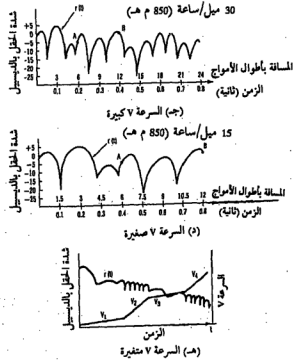 30 ميل/ساعة (850 م هـ)
شدة الحقل بالديسيبل
+5
0
-5
-10
-15
-20
-25
r (t)
A
B
3 6 9 12 15 18 21 24
المسافة بأطوال الأمواج
0.1 0.2 0.3 0.4 0.5 0.6 0.7 0.8
الزمن (ثانية)
(جـ) السرعة V كبيرة
15 ميل/ساعة (850 م هـ)
شدة الحقل بالديسيبل
+5
0
-5
-10
-15
-20
-25
r (t)
A
B
1.5 3 4.5 6 7.5 9 10.5 12
المسافة بأطوال الأمواج
0.1 0.2 0.3 0.4 0.5 0.6 0.7 0.8
الزمن (ثانية)
(د) السرعة V صغيرة
شدة الحقل بالديسيبل
r (t)
V₁
V₂
V₃
V₄
السرعة V
t
الزمن
(هـ) السرعة V متغيرة